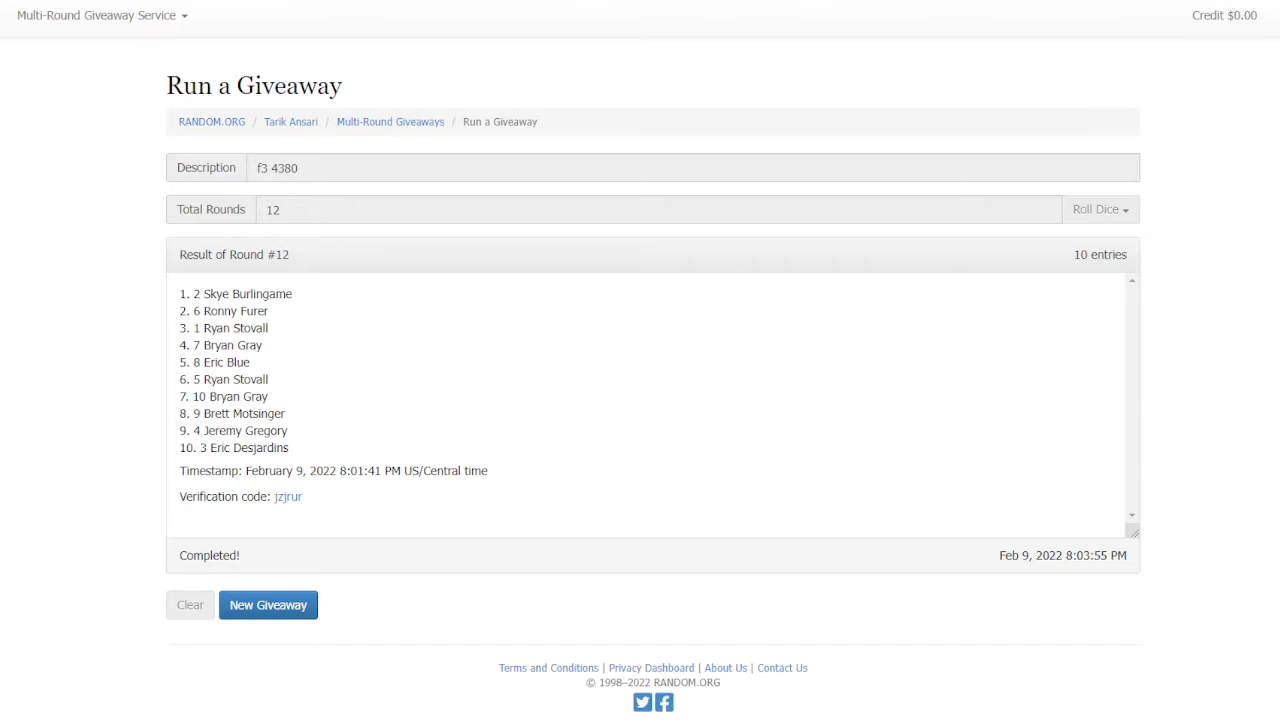 Multi-Round Giveaway Service
Credit $0.00
Run a Giveaway
RANDOM.ORG / Tarik Ansari / Multi-Round Giveaways / Run a Giveaway
Description f3 4380
Total Rounds 12 Roll Dice
Result of Round #12 10 entries
1. 2 Skye Burlingame
2. 6 Ronny Furer
3. 1 Ryan Stovall
4. 7 Bryan Gray
5. 8 Eric Blue
6. 5 Ryan Stovall
7. 10 Bryan Gray
8. 9 Brett Motsinger
9. 4 Jeremy Gregory
10. 3 Eric Desjardins
Timestamp: February 9, 2022 8:01:41 PM US/Central time
Verification code: jzjrur
Completed! Feb 9, 2022 8:03:55 PM
Clear New Giveaway
Terms and Conditions | Privacy Dashboard | About Us | Contact Us
© 1998–2022 RANDOM.ORG